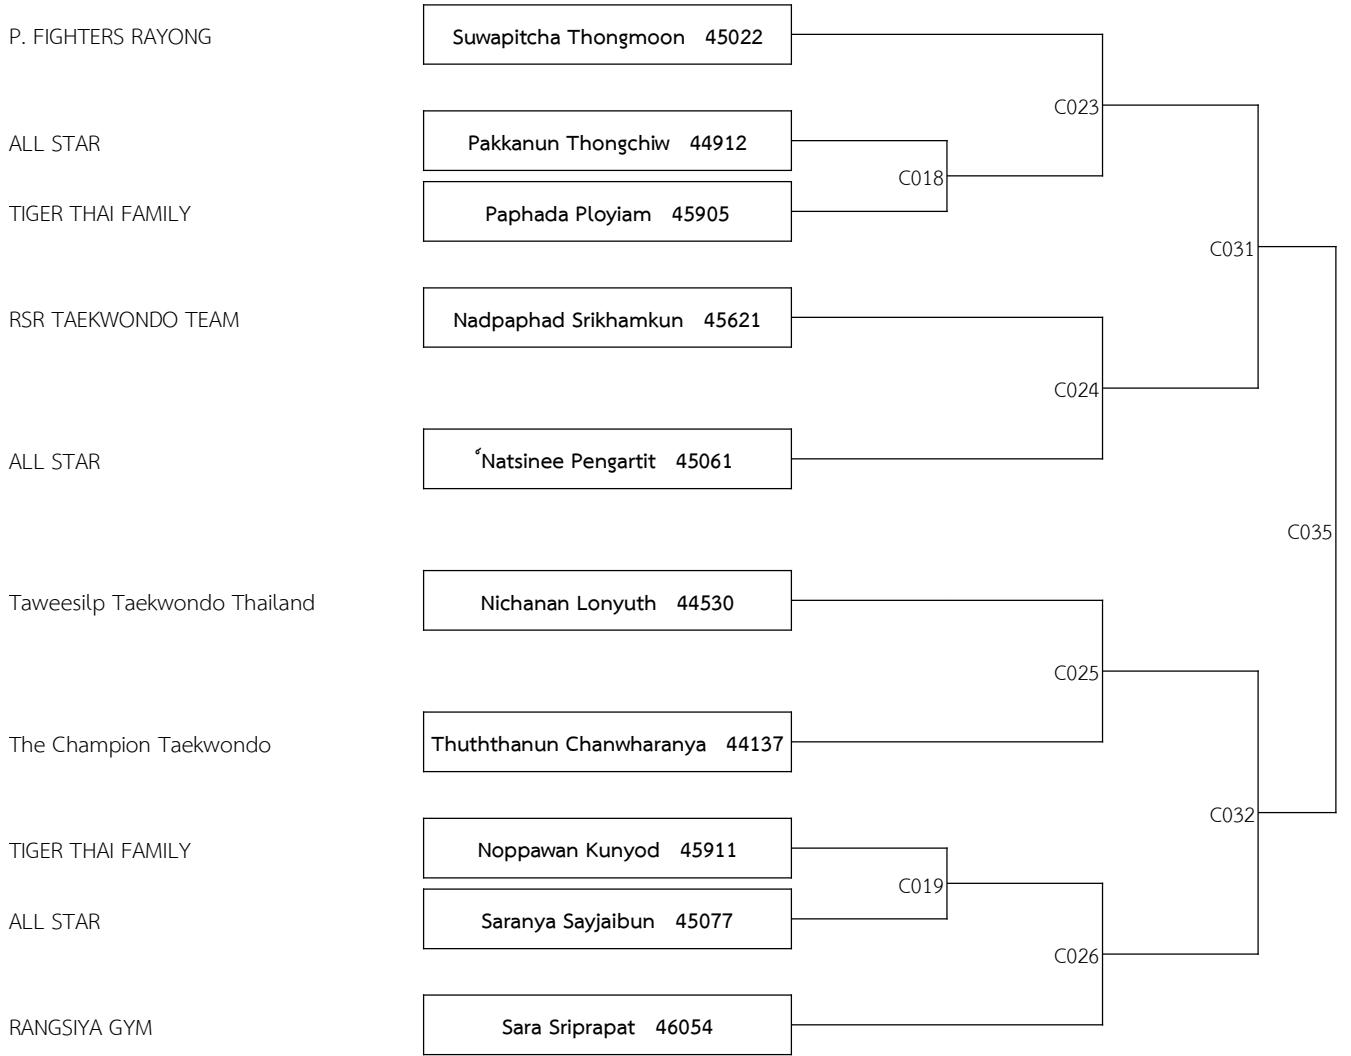 P. FIGHTERS RAYONG Suwapitcha Thongmoon 45022
C023
ALL STAR Pakkanun Thongchiw 44912
C018
TIGER THAI FAMILY Paphada Ployiam 45905
C031
RSR TAEKWONDO TEAM Nadpaphad Srikhamkun 45621
C024
ALL STAR ์Natsinee Pengartit 45061
C035
Taweesilp Taekwondo Thailand Nichanan Lonyuth 44530
C025
The Champion Taekwondo Thuththanun Chanwharanya 44137
C032
TIGER THAI FAMILY Noppawan Kunyod 45911
C019
ALL STAR Saranya Sayjaibun 45077
C026
RANGSIYA GYM Sara Sriprapat 46054